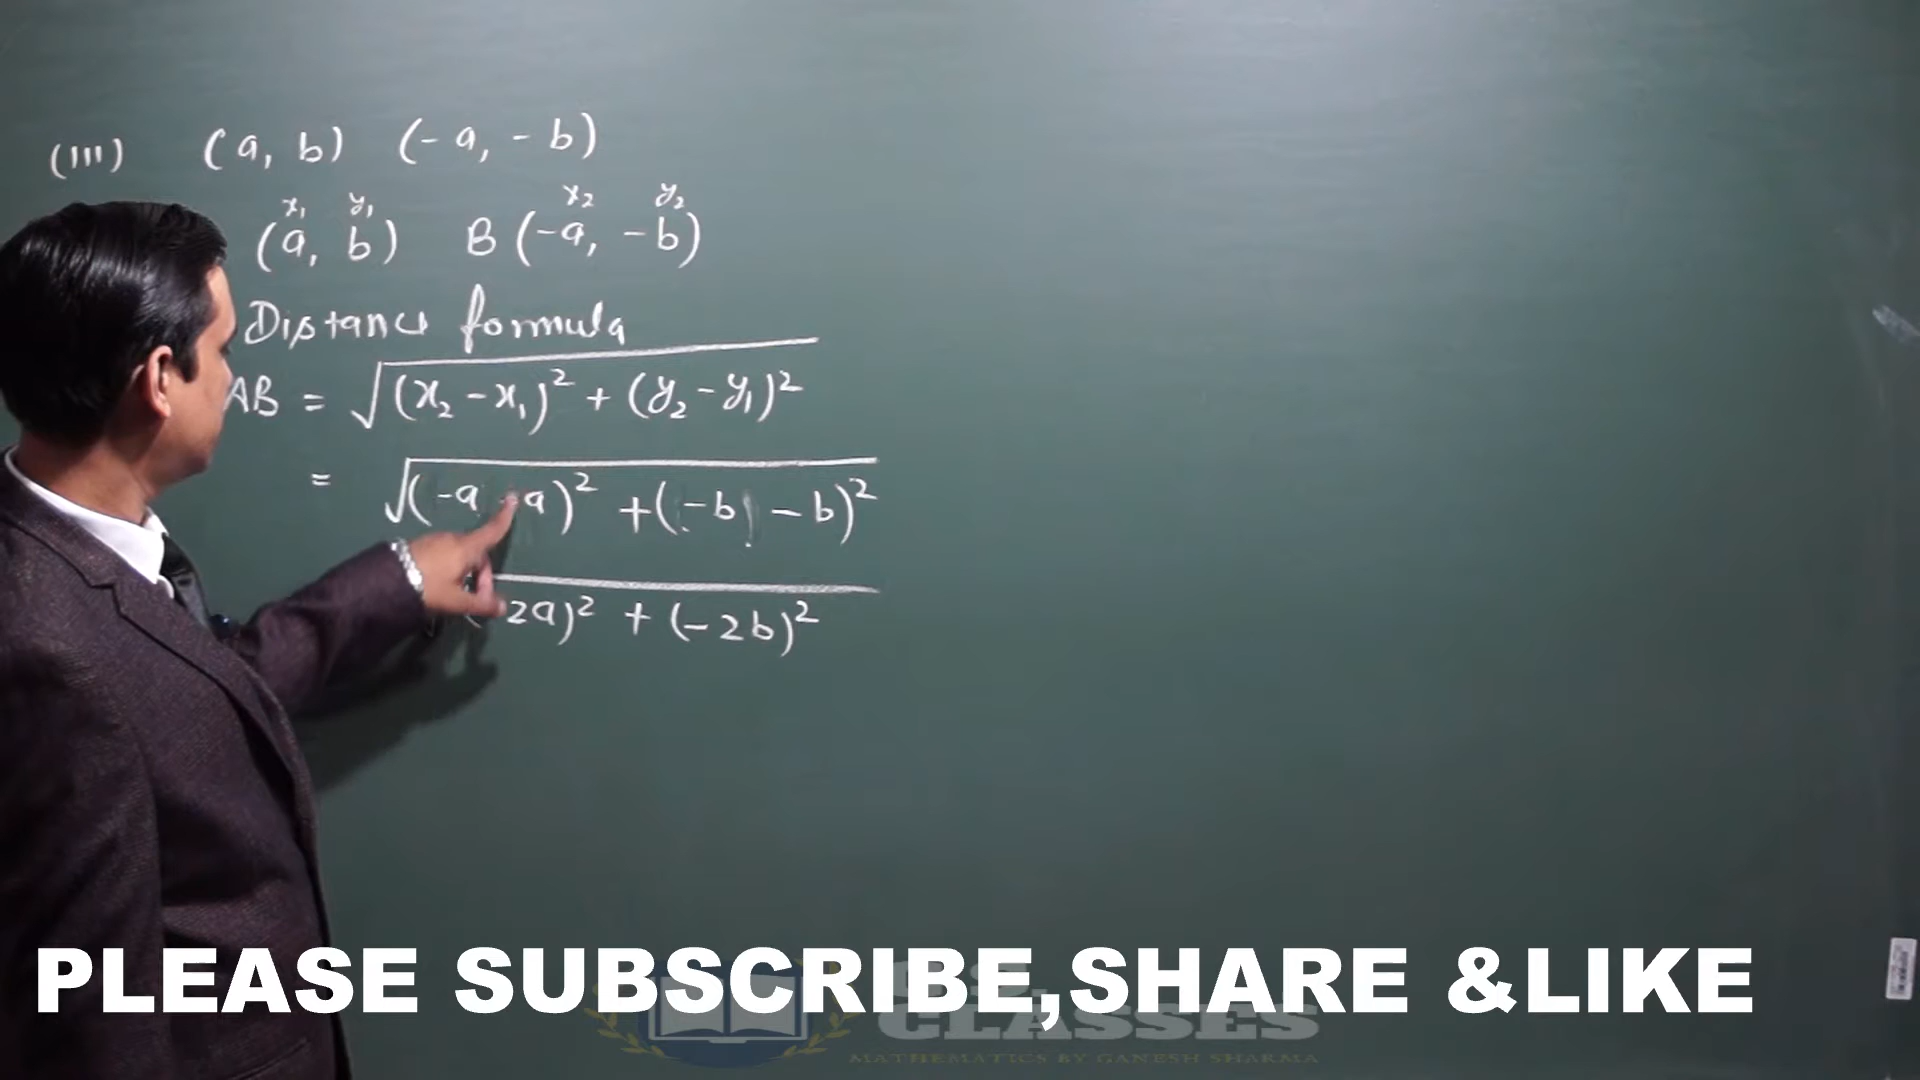 (III) (a, b) (-a, -b)
x₁ y₁ x₂ y₂
(a, b) B (-a, -b)
Distance formula
AB = √(x₂ - x₁)² + (y₂ - y₁)²
= √(-a - a)² + (-b - b)²
2a)² + (-2b)²
PLEASE SUBSCRIBE,SHARE &LIKE
CLASSES
MATHEMATICS BY GANESH SHARMA